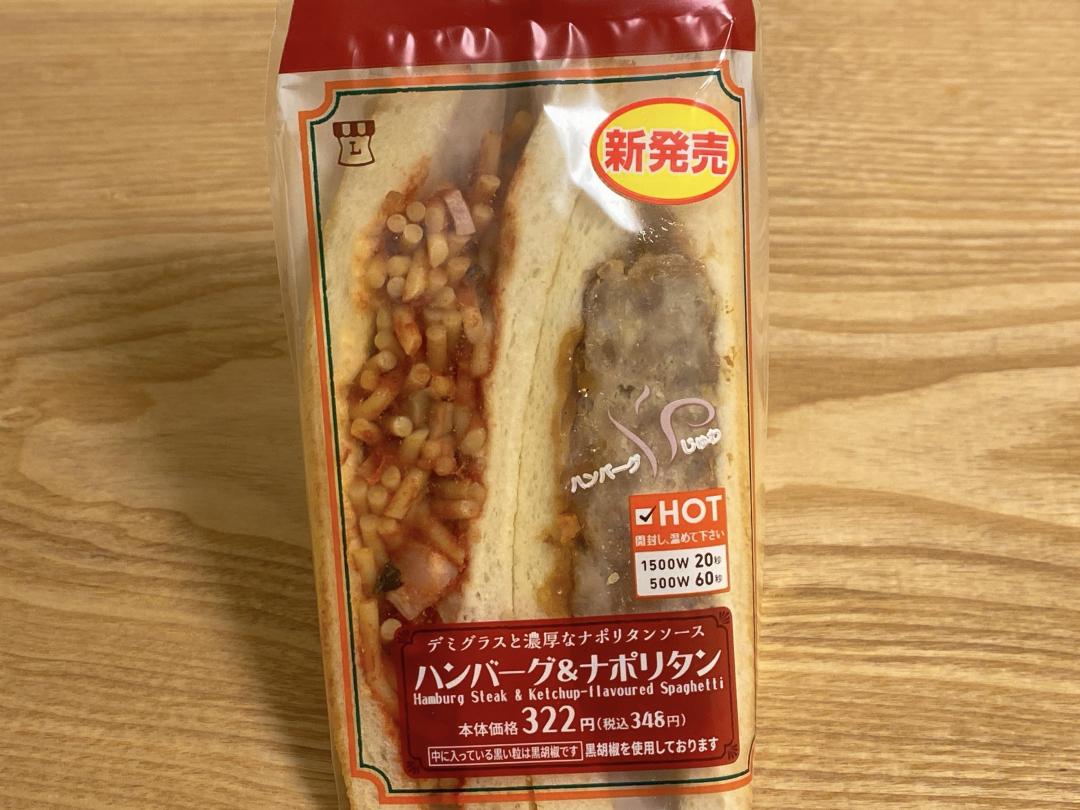 L
新発売
ハンバーグ
じゅわ
HOT
開封し、温めて下さい
1500W 20秒
500W 60秒
デミグラスと濃厚なナポリタンソース
ハンバーグ&ナポリタン
Hamburg Steak & Ketchup-flavoured Spaghetti
本体価格 322円(税込348円)
中に入っている黒い粒は黒胡椒です 黒胡椒を使用しております